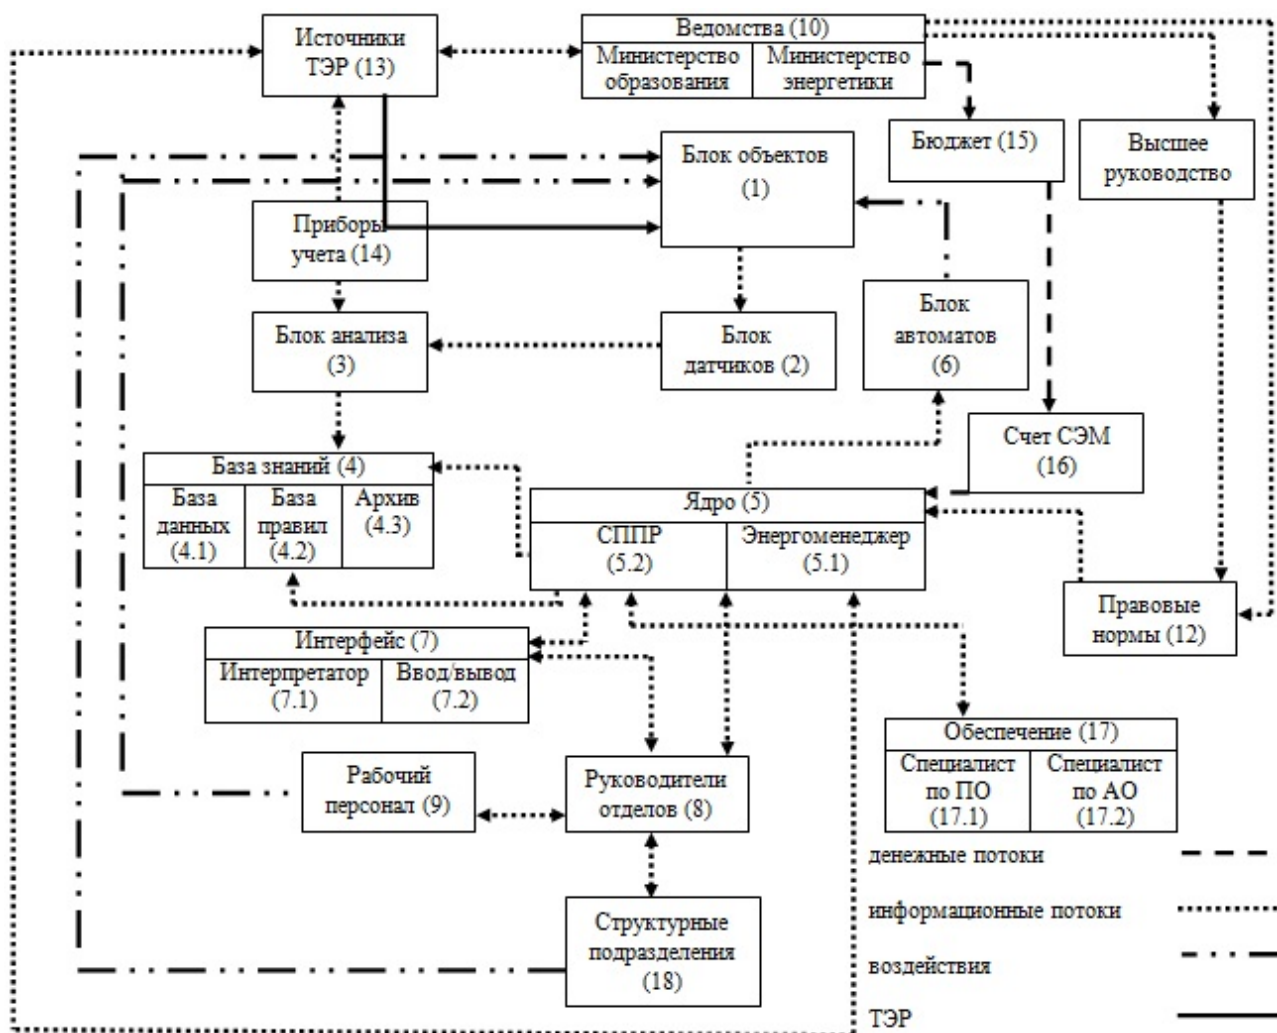 Источники
ТЭР (13)
Ведомства (10)
Министерство
образования
Министерство
энергетики
Бюджет (15)
Высшее
руководство
Блок объектов
(1)
Приборы
учета (14)
Блок анализа
(3)
Блок
датчиков (2)
Блок
автоматов
(6)
Счет СЭМ
(16)
База знаний (4)
База
данных
(4.1)
База
правил
(4.2)
Архив
(4.3)
Ядро (5)
СППР
(5.2)
Энергоменеджер
(5.1)
Правовые
нормы (12)
Интерфейс (7)
Интерпретатор
(7.1)
Ввод/вывод
(7.2)
Обеспечение (17)
Специалист
по ПО
(17.1)
Специалист
по АО
(17.2)
Рабочий
персонал (9)
Руководители
отделов (8)
Структурные
подразделения
(18)
денежные потоки
информационные потоки
воздействия
ТЭР